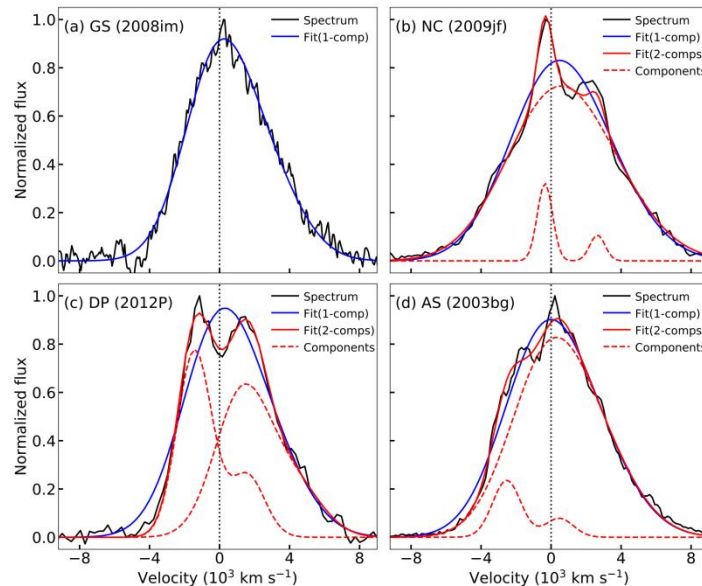 (a) GS (2008im)
Spectrum
Fit(1-comp)
(b) NC (2009jf)
Spectrum
Fit(1-comp)
Fit(2-comps)
Components
1.0
0.8
0.6
0.4
0.2
0.0
Normalized flux
(c) DP (2012P)
Spectrum
Fit(1-comp)
Fit(2-comps)
Components
(d) AS (2003bg)
Spectrum
Fit(1-comp)
Fit(2-comps)
Components
1.0
0.8
0.6
0.4
0.2
0.0
Normalized flux
−8 −4 0 4 8
−8 −4 0 4 8
Velocity (10³ km s⁻¹)
Velocity (10³ km s⁻¹)